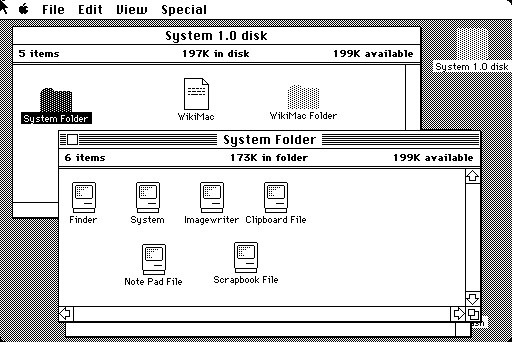 File Edit View Special
System 1.0 disk
5 items 197K in disk 199K available
System 1.0 disk
System Folder WikiMac WikiMac Folder
System Folder
6 items 173K in folder 199K available
Finder System Imagewriter Clipboard File
Note Pad File Scrapbook File